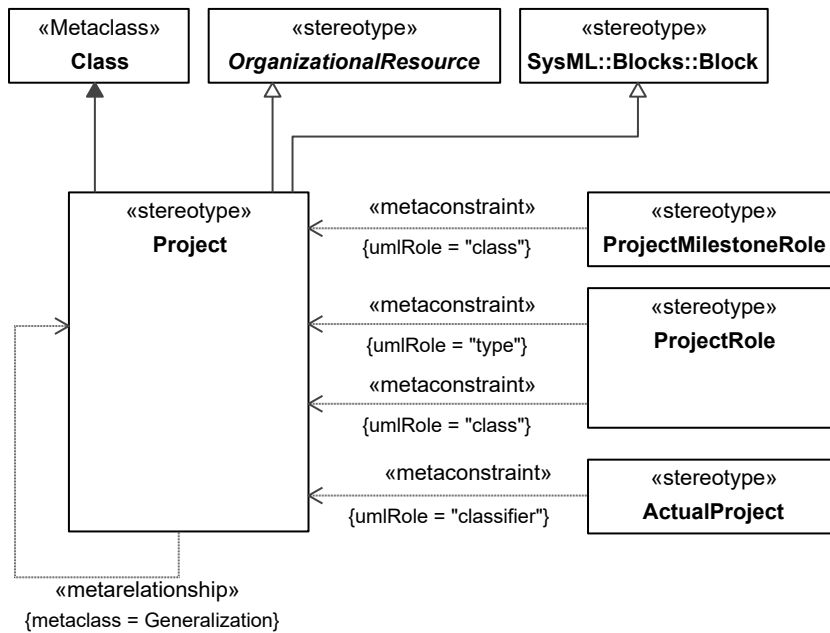 «Metaclass»
Class
«stereotype»
OrganizationalResource
«stereotype»
SysML::Blocks::Block
«stereotype»
Project
«metaconstraint»
{umlRole = "class"}
«stereotype»
ProjectMilestoneRole
«metaconstraint»
{umlRole = "type"}
«metaconstraint»
{umlRole = "class"}
«stereotype»
ProjectRole
«metaconstraint»
{umlRole = "classifier"}
«stereotype»
ActualProject
«metarelationship»
{metaclass = Generalization}